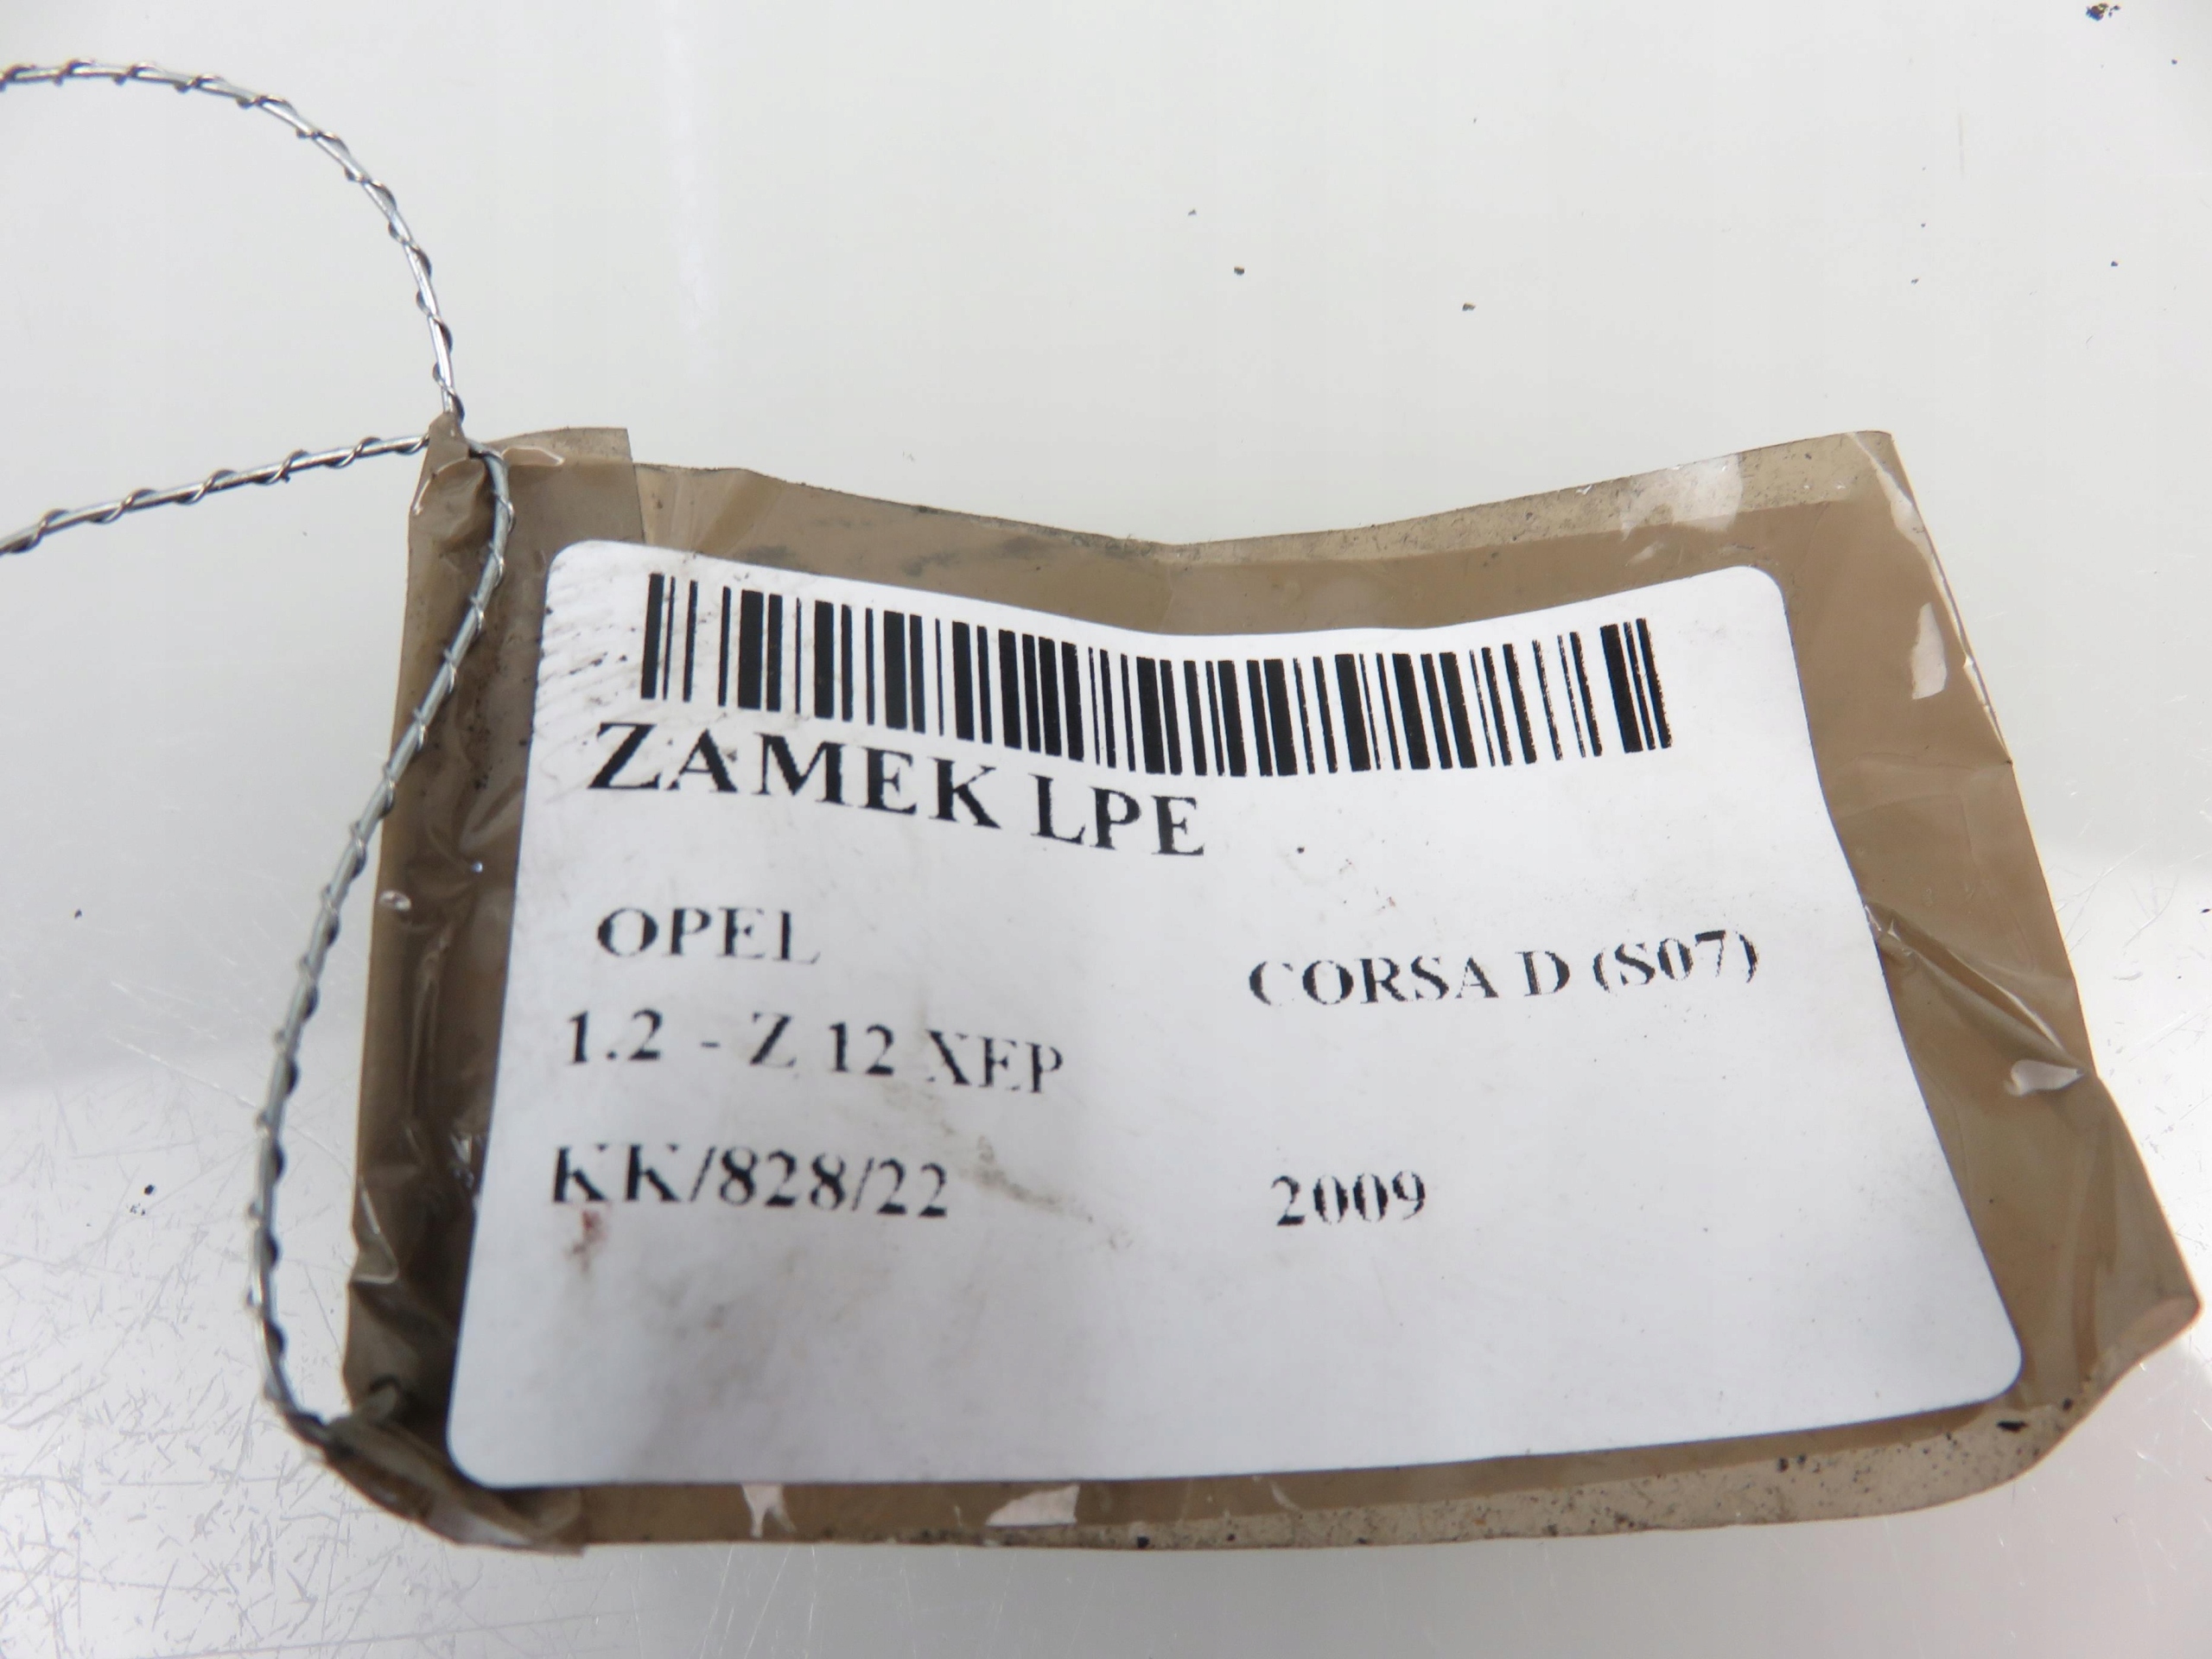 ZAMEK LPE
OPEL CORSA D (S07)
1.2 - Z 12 XEP
KK/828/22 2009